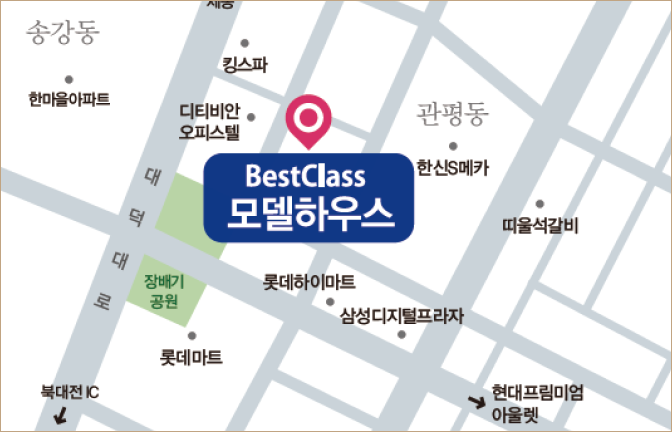 송강동
킹스파
한마을아파트
디티비안
오피스텔
관평동
한신S메카
BestClass
모델하우스
띠울석갈비
대
덕
대
로
장배기
공원
롯데하이마트
삼성디지털프라자
롯데마트
북대전 IC
현대프리미엄
아울렛